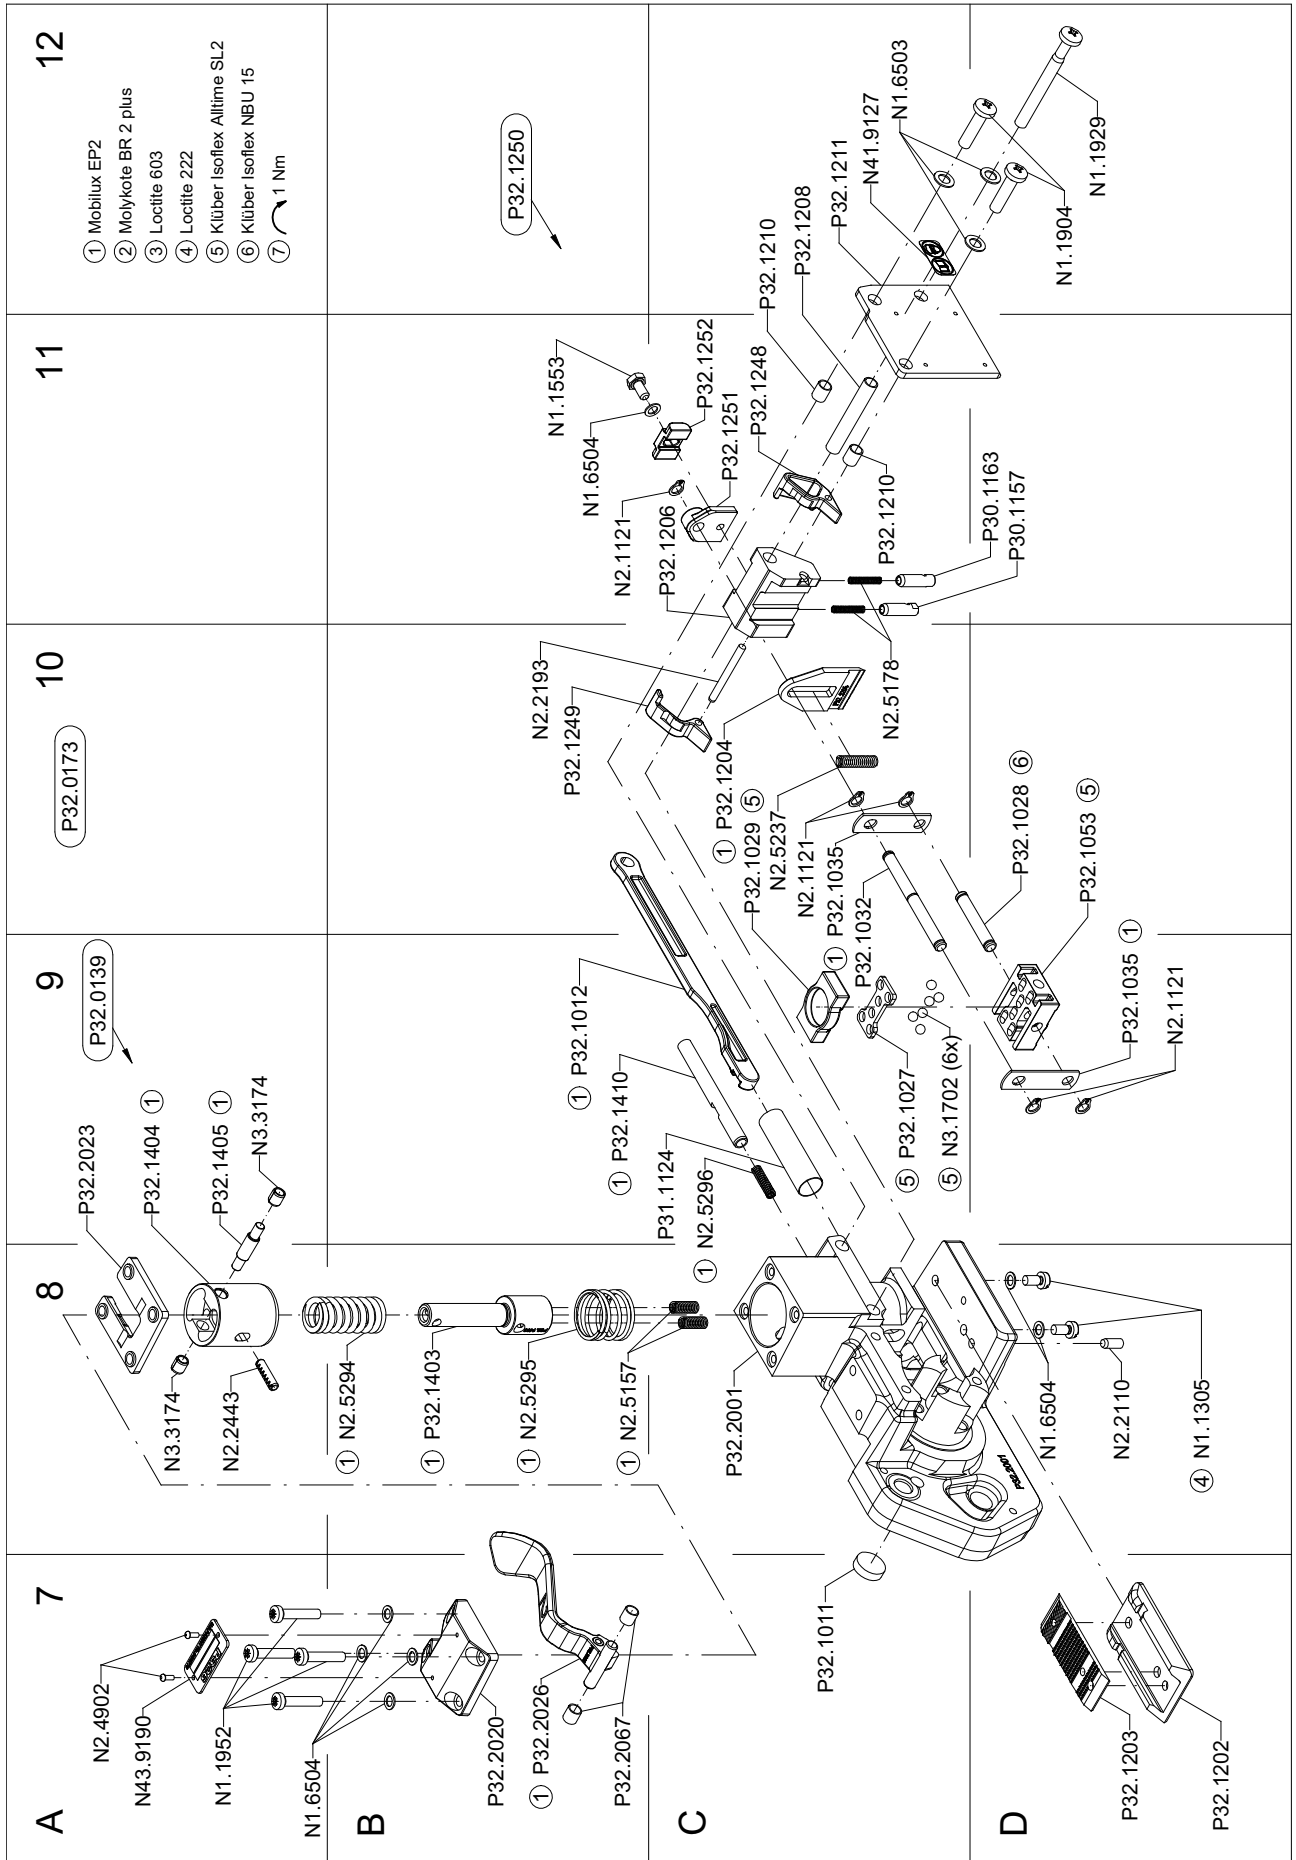 A
B
C
D
7
8
9
10
11
12
① Mobilux EP2
② Molykote BR 2 plus
③ Loctite 603
④ Loctite 222
⑤ Klüber Isoflex Alltime SL2
⑥ Klüber Isoflex NBU 15
⑦ 1 Nm
N2.4902
N43.9190
N1.1952
N1.6504
P32.2020
① P32.2026
P32.2067
P32.1011
P32.1203
P32.1202
N3.3174
N2.2443
① N2.5294
① P32.1403
① N2.5295
① N2.5157
P32.2001
P32.2001
N1.6504
N2.2110
④ N1.1305
P32.0139
P32.2023
P32.1404 ①
P32.1405 ①
N3.3174
① P32.1012
① P32.1410
P31.1124
① N2.5296
⑤ P32.1027
⑤ N3.1702 (6x)
P32.1035 ①
N2.1121
P32.0173
N2.2193
P32.1249
① P32.1204
P32.1029 ⑤
N2.5237
N2.1121
① P32.1035
P32.1032
N2.5178
P32.1028 ⑥
P32.1053 ⑤
N1.1553
N1.6504
N2.1121
P32.1206
P32.1252
P32.1251
P32.1248
P32.1210
P30.1163
P30.1157
P32.1250
P32.1210
P32.1208
P32.1211
N41.9127
N1.6503
N1.1904
N1.1929